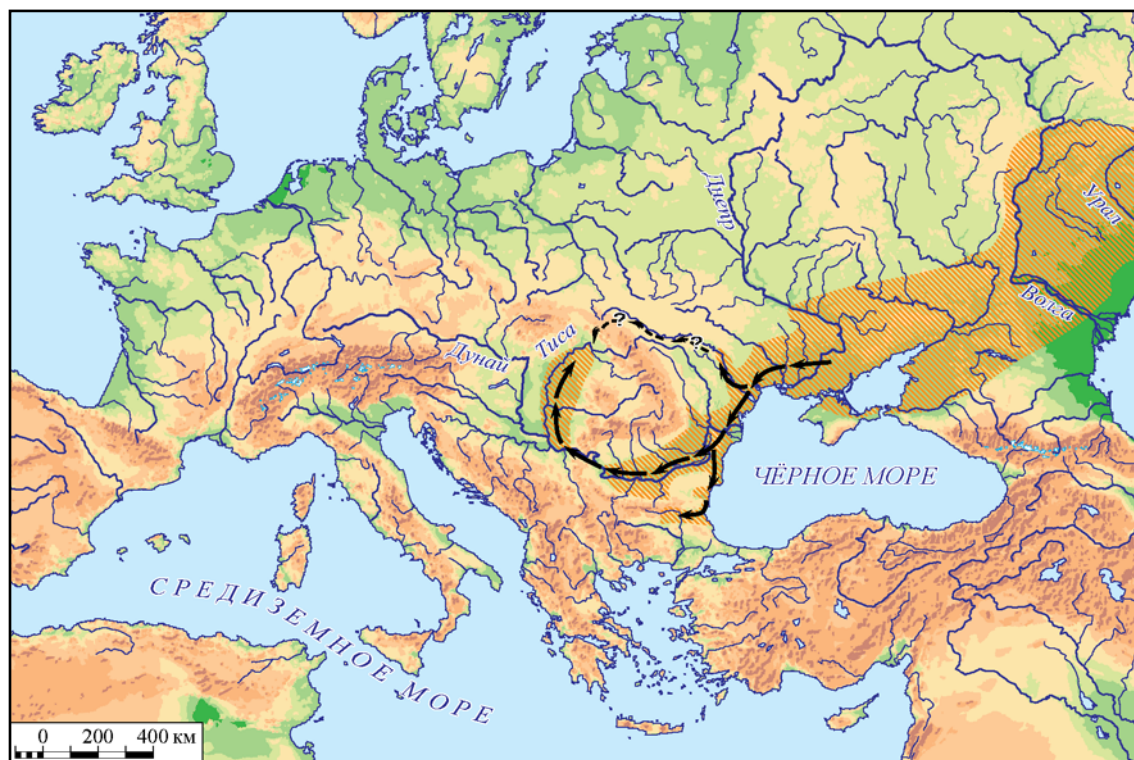 Днепр
Урал
Волга
?
?
Тиса
Дунай
ЧЁРНОЕ МОРЕ
СРЕДИЗЕМНОЕ МОРЕ
0 200 400 км